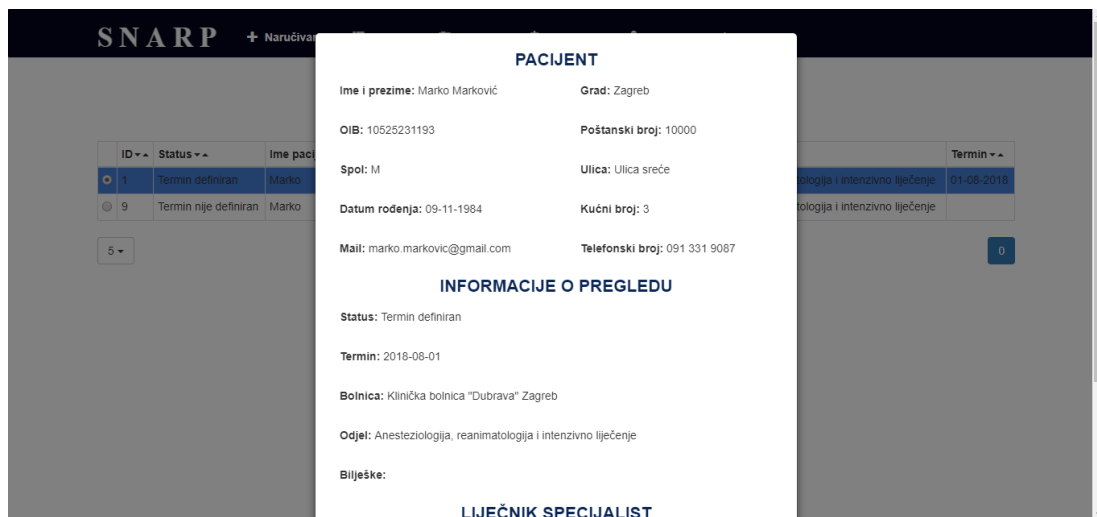 SNARP + Naručivan
PACIJENT
Ime i prezime: Marko Marković Grad: Zagreb
OIB: 10525231193 Poštanski broj: 10000
Spol: M Ulica: Ulica sreće
Datum rođenja: 09-11-1984 Kućni broj: 3
Mail: marko.markovic@gmail.com Telefonski broj: 091 331 9087
INFORMACIJE O PREGLEDU
Status: Termin definiran
Termin: 2018-08-01
Bolnica: Klinička bolnica "Dubrava" Zagreb
Odjel: Anesteziologija, reanimatologija i intenzivno liječenje
Bilješke:
LIJEČNIK SPECIJALIST
ID Status Ime paci Termin
1 Termin definiran Marko tologija i intenzivno liječenje 01-08-2018
9 Termin nije definiran Marko tologija i intenzivno liječenje
5 0